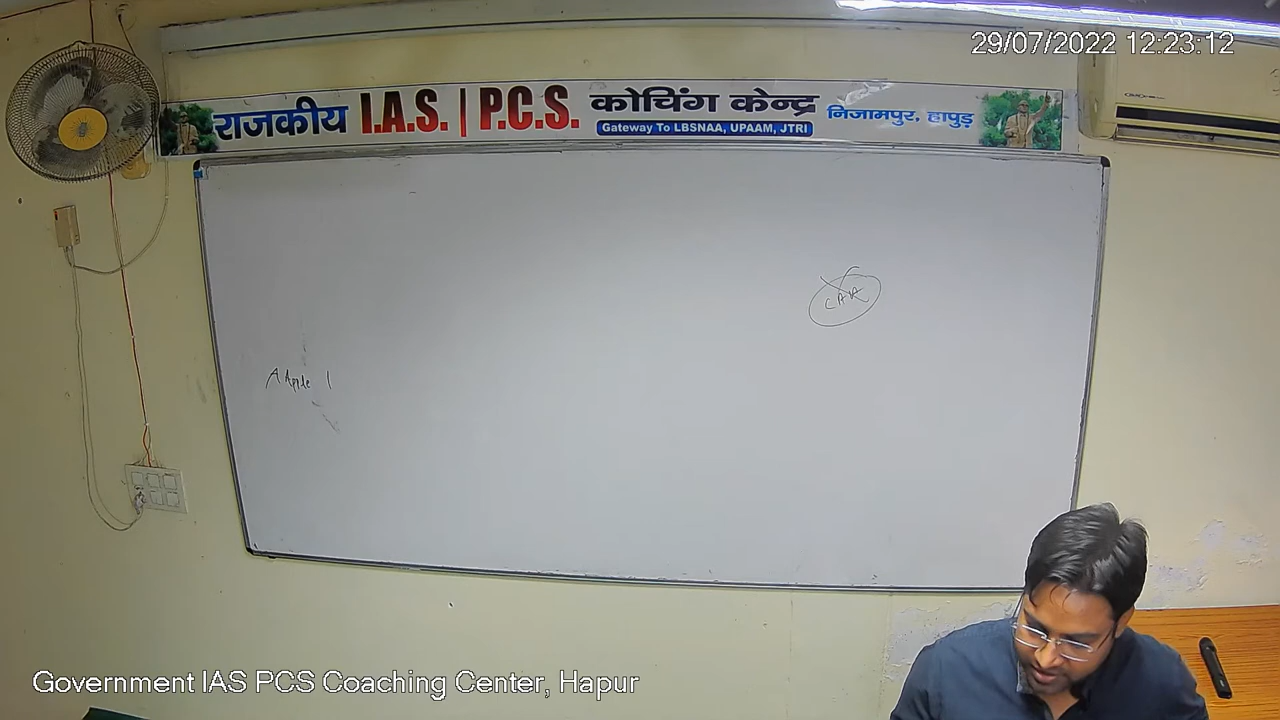 29/07/2022 12:23:12
राजकीय I.A.S. | P.C.S. कोचिंग केन्द्र निजामपुर, हापुड़
Gateway To LBSNAA, UPAAM, JTRI
A Apple 1
Government IAS PCS Coaching Center, Hapur